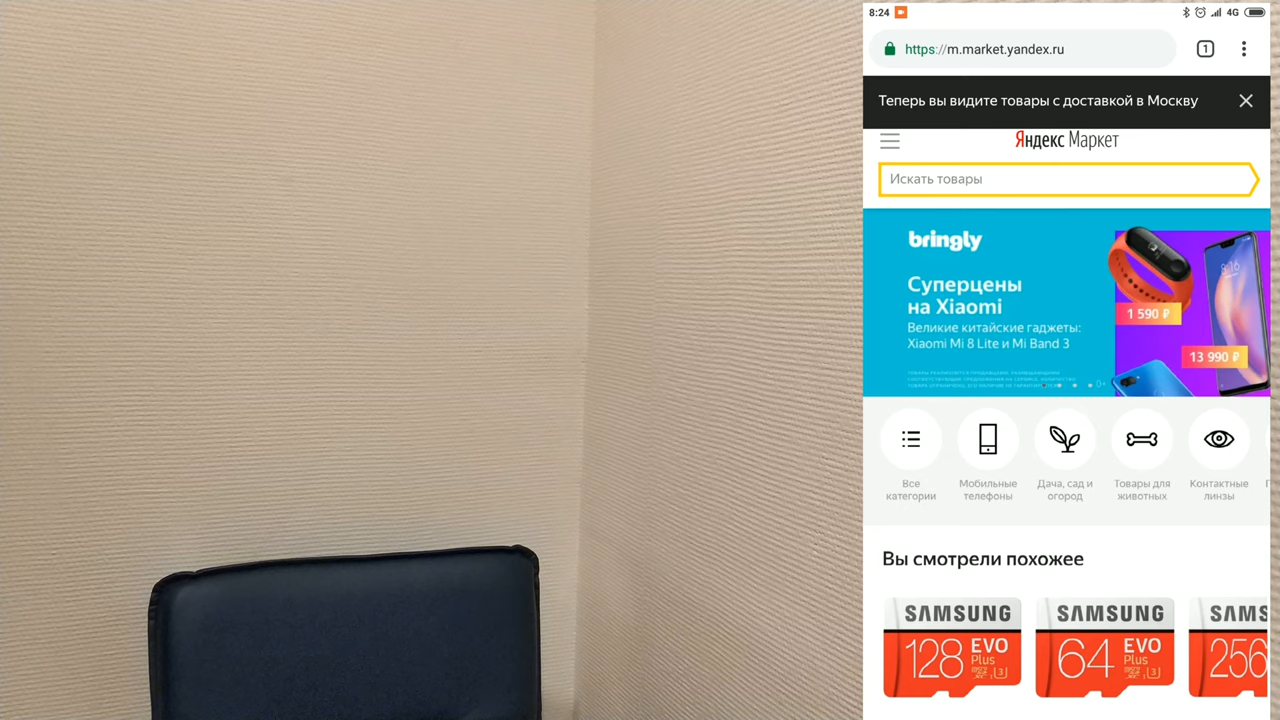 8:24
4G
https://m.market.yandex.ru
1
Теперь вы видите товары с доставкой в Москву
Яндекс Маркет
Искать товары
bringly
Суперцены
на Xiaomi
Великие китайские гаджеты:
Xiaomi Mi 8 Lite и Mi Band 3
8:16
1 590 ₽
13 990 ₽
0+
Все
категории
Мобильные
телефоны
Дача, сад и
огород
Товары для
животных
Контактные
линзы
Вы смотрели похожее
SAMSUNG
128 EVO
Plus
SAMSUNG
64 EVO
Plus
SAMS
256